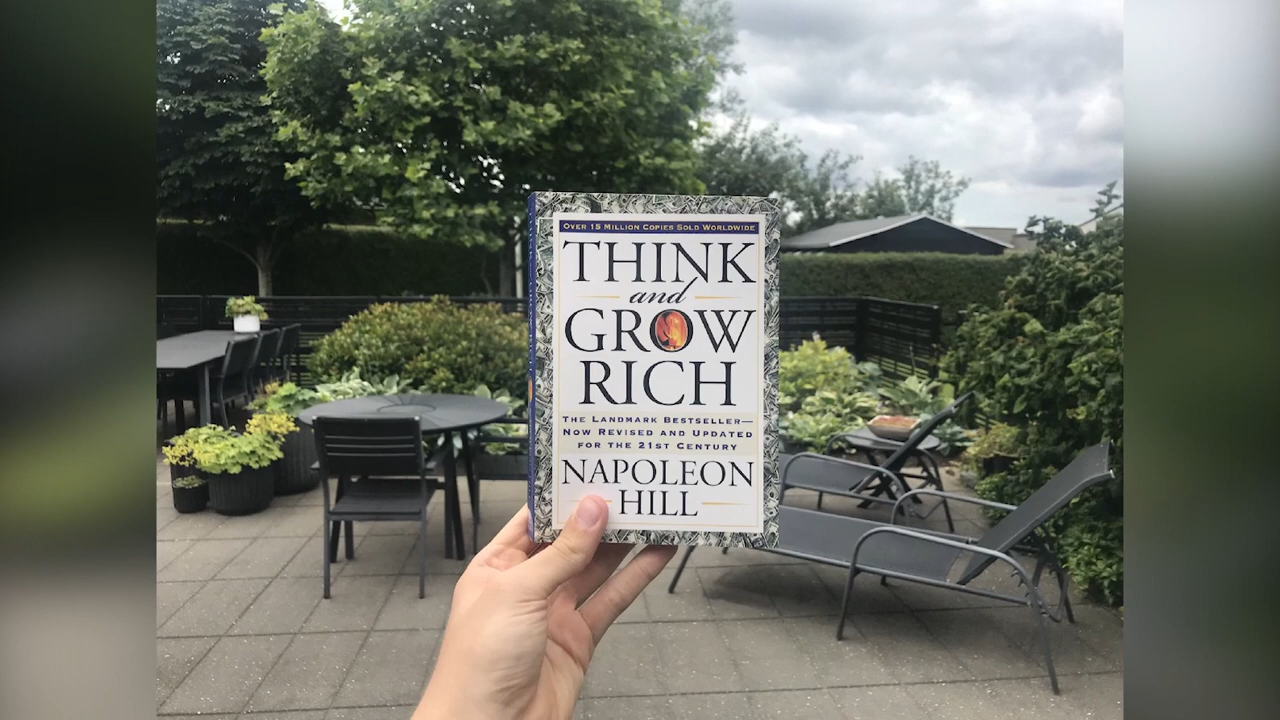 Over 15 Million Copies Sold Worldwide
THINK
and
GROW
RICH
The Landmark Bestseller—
Now Revised and Updated
for the 21st Century
NAPOLEON
HILL